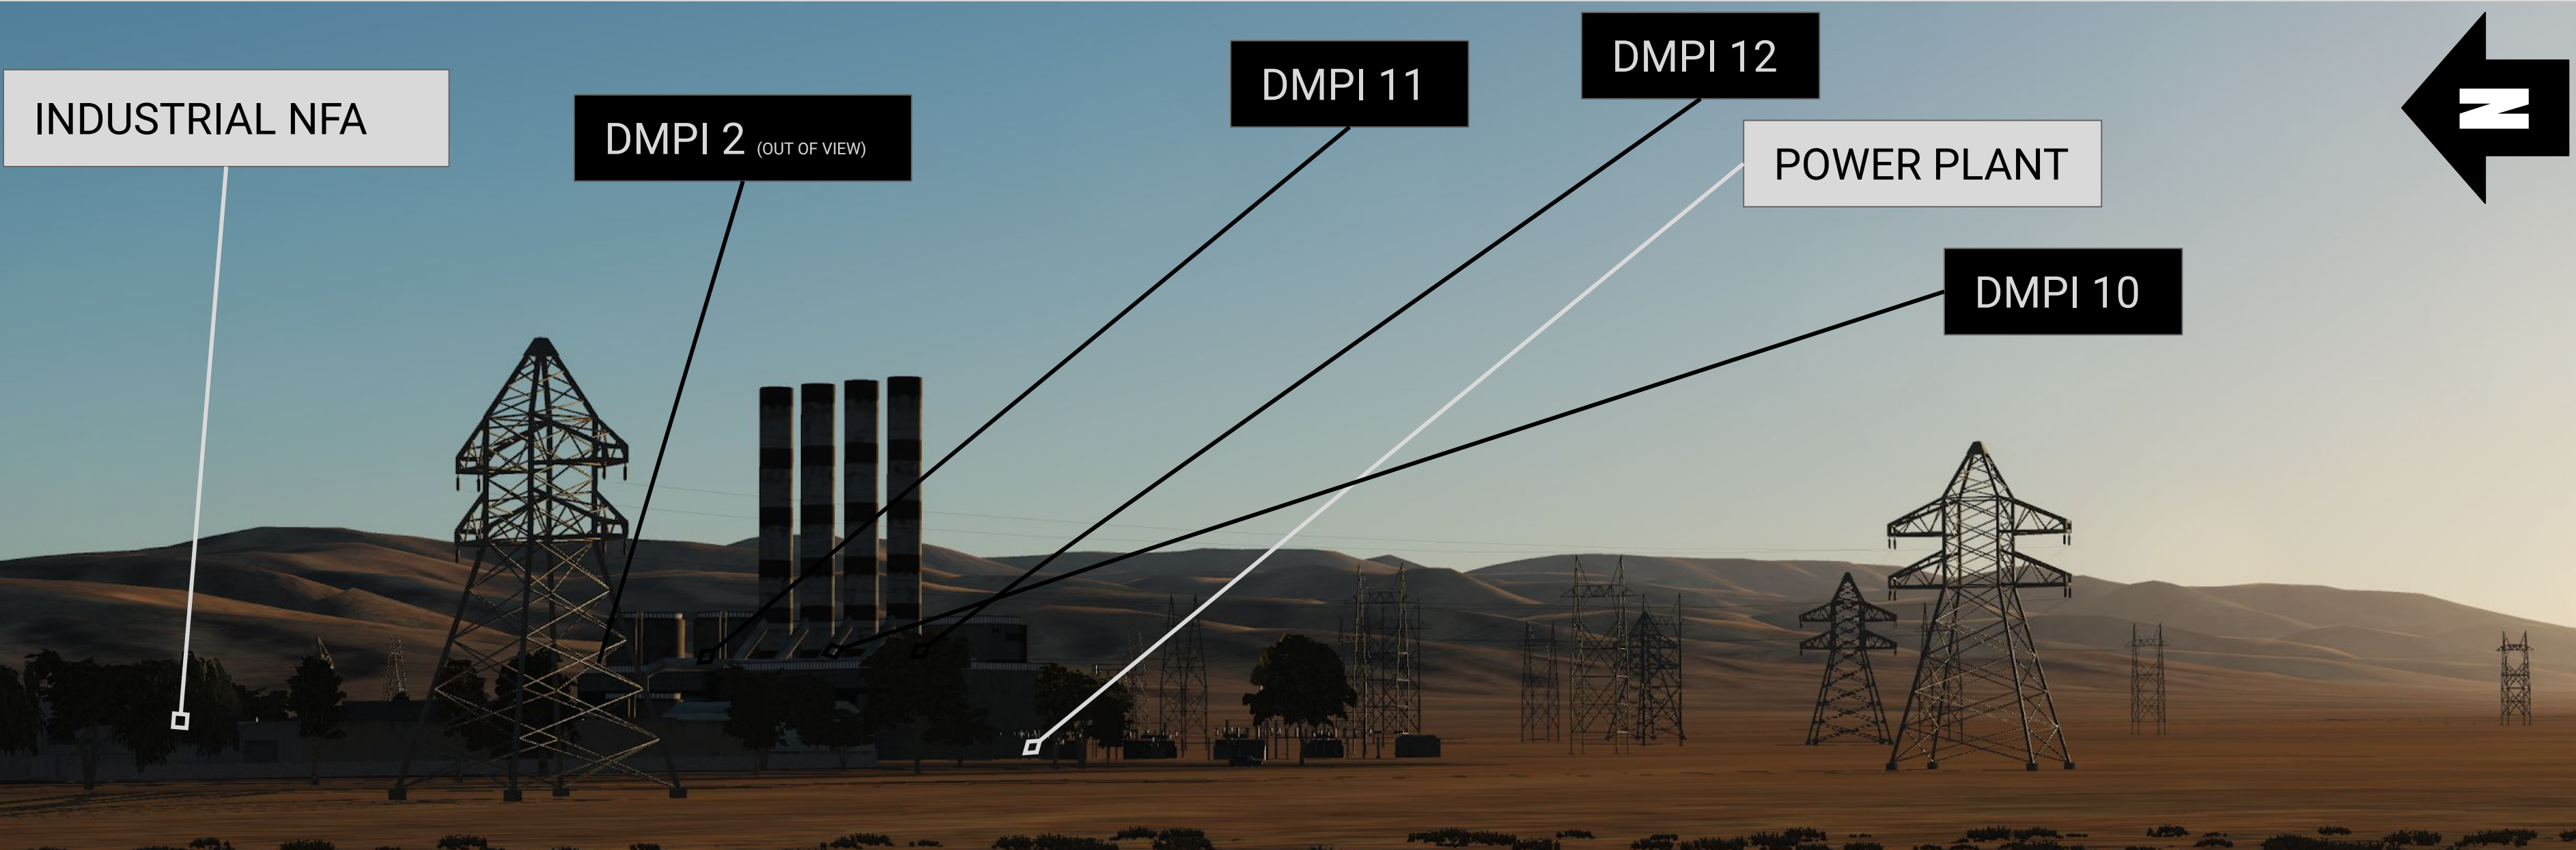 INDUSTRIAL NFA
DMPI 2 (OUT OF VIEW)
DMPI 11
DMPI 12
POWER PLANT
DMPI 10
N